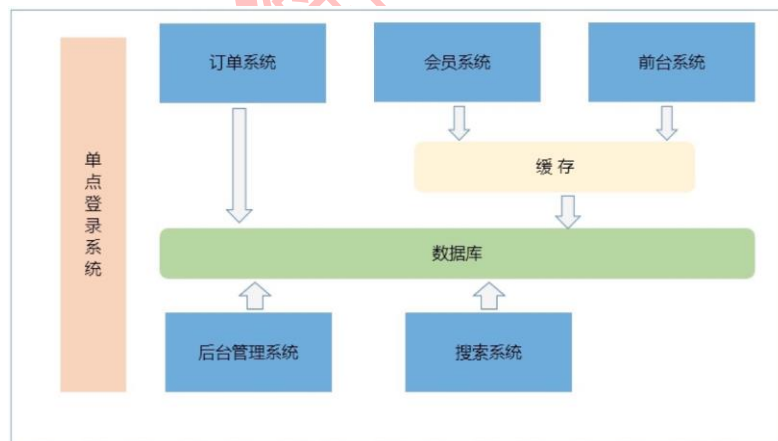 订单系统
会员系统
前台系统
单点登录系统
缓 存
数据库
后台管理系统
搜索系统